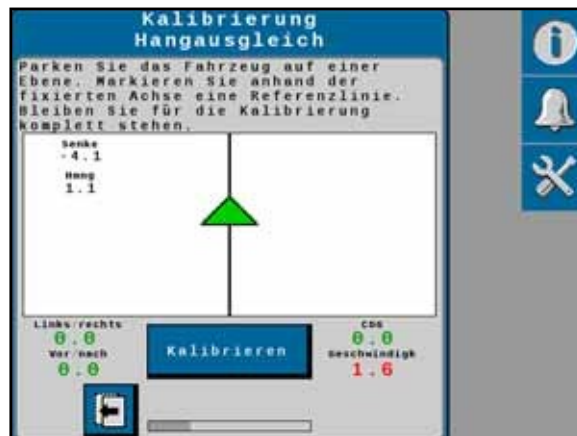 Kalibrierung
Hangausgleich
Parken Sie das Fahrzeug auf einer
Ebene. Markieren Sie anhand der
fixierten Achse eine Referenzlinie.
Bleiben Sie für die Kalibrierung
komplett stehen.
Senke
-4.1
Hang
1.1
Links/rechts
0.0
Vor/nach
0.0
Kalibrieren
COG
0.0
Geschwindigk
1.6